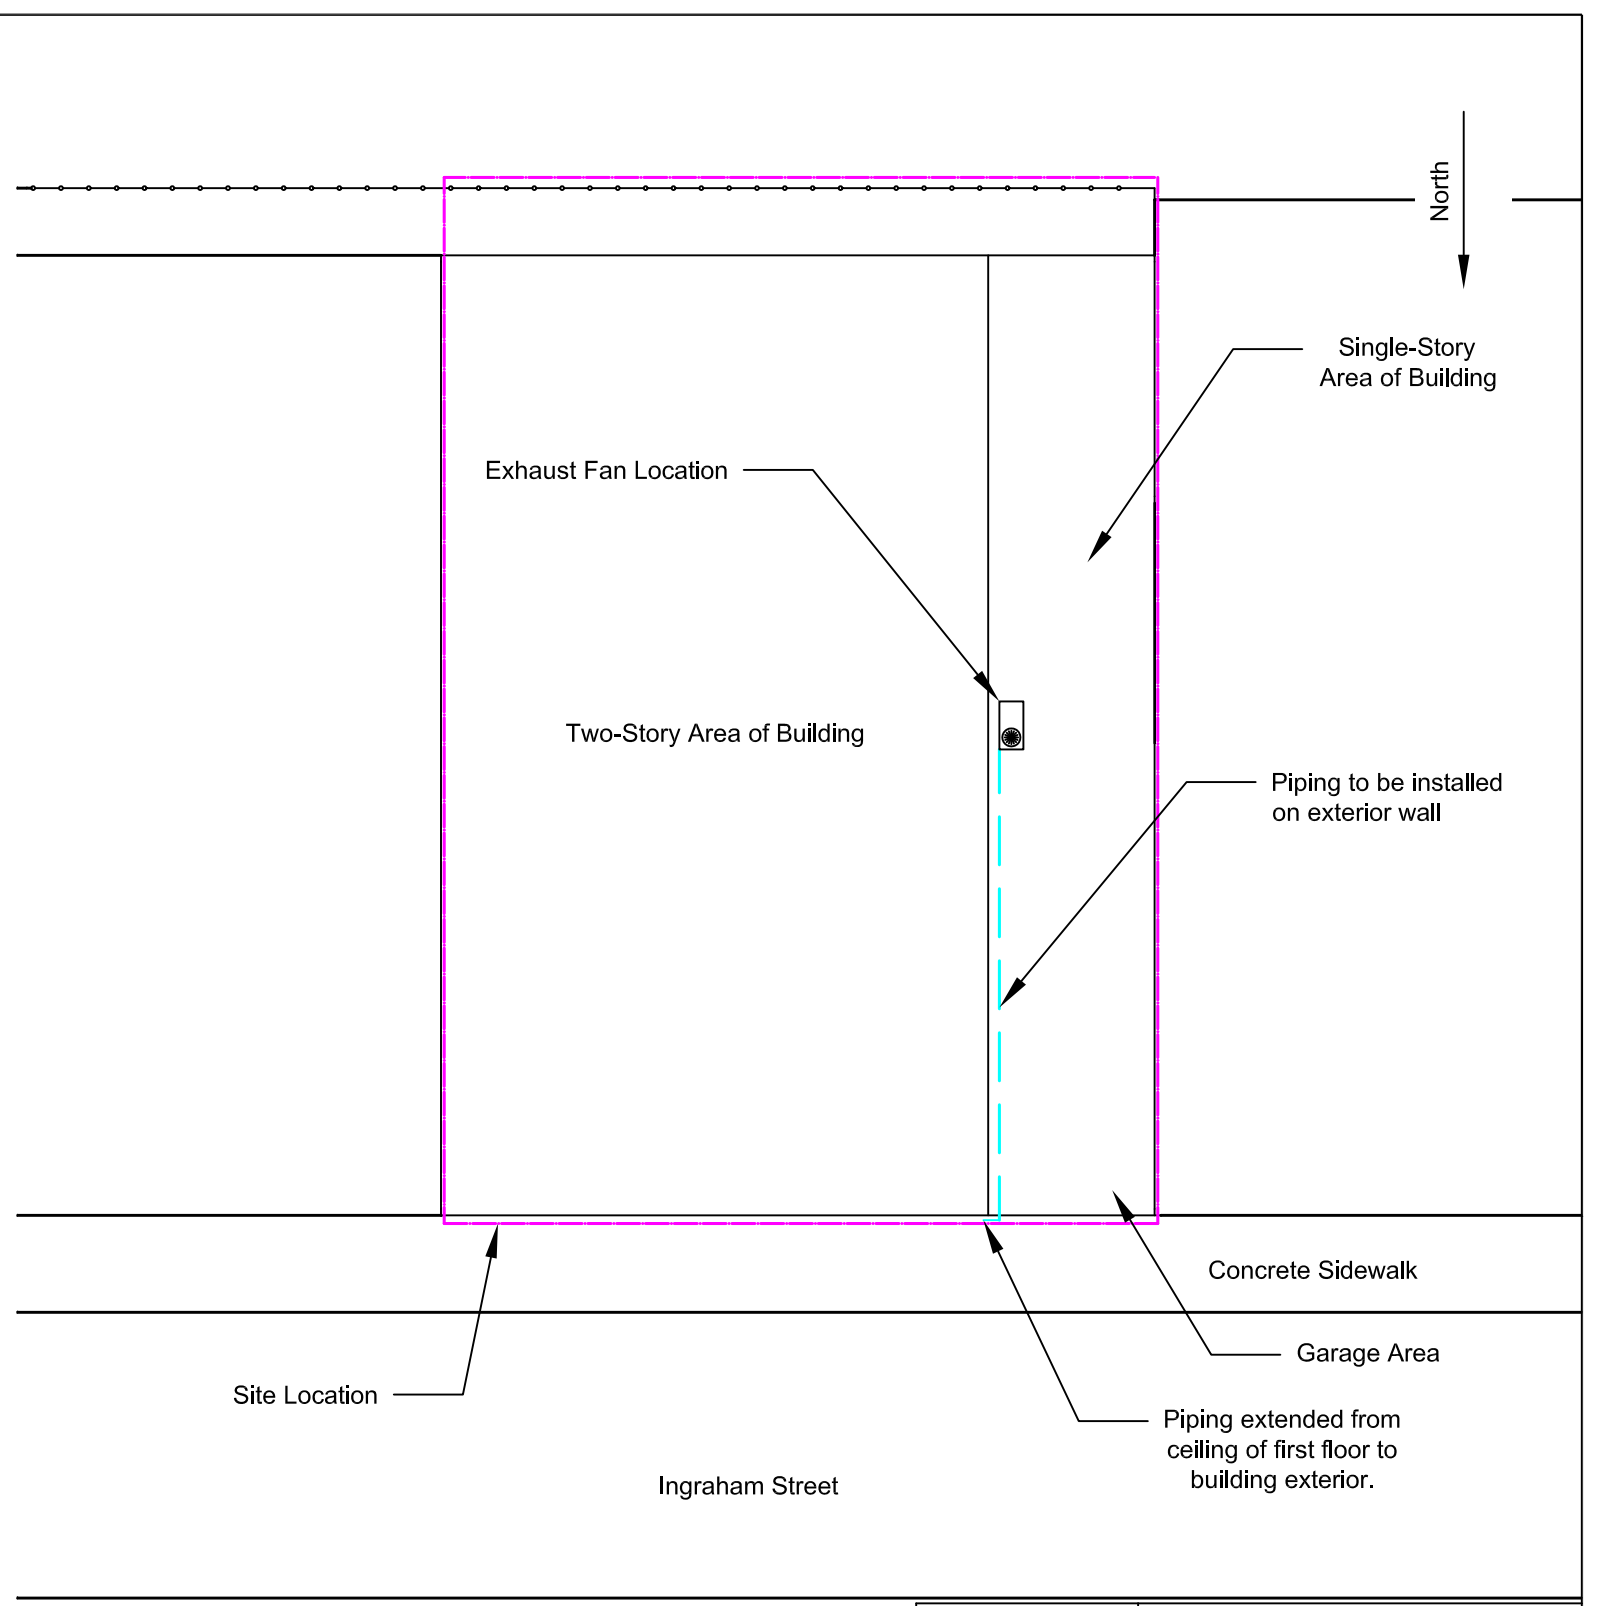 North
Single-Story
Area of Building
Exhaust Fan Location
Two-Story Area of Building
Piping to be installed
on exterior wall
Concrete Sidewalk
Garage Area
Site Location
Piping extended from
ceiling of first floor to
building exterior.
Ingraham Street